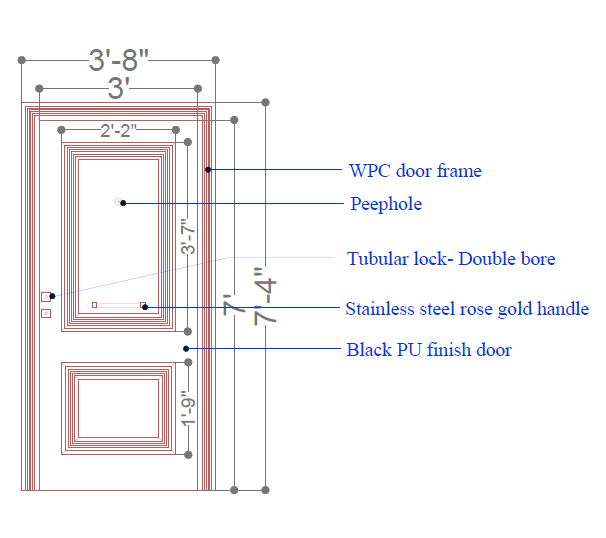 3'-8"
3'
2'-2"
WPC door frame
Peephole
3'-7"
Tubular lock- Double bore
7'
7'-4"
Stainless steel rose gold handle
Black PU finish door
1'-9"